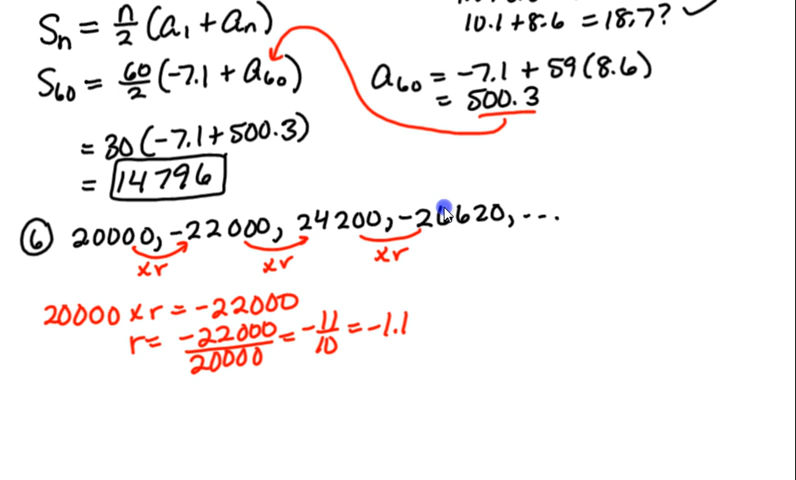 Sₙ = n/2 (a₁ + aₙ)
10.1 + 8.6 = 18.7? ✓
S₆₀ = 60/2 (-7.1 + a₆₀)
a₆₀ = -7.1 + 59(8.6)
= 500.3
= 30(-7.1 + 500.3)
= 14796
⑥ 20000, -22000, 24200, -26620, ...
xr xr xr
20000 x r = -22000
r = -22000/20000 = -11/10 = -1.1